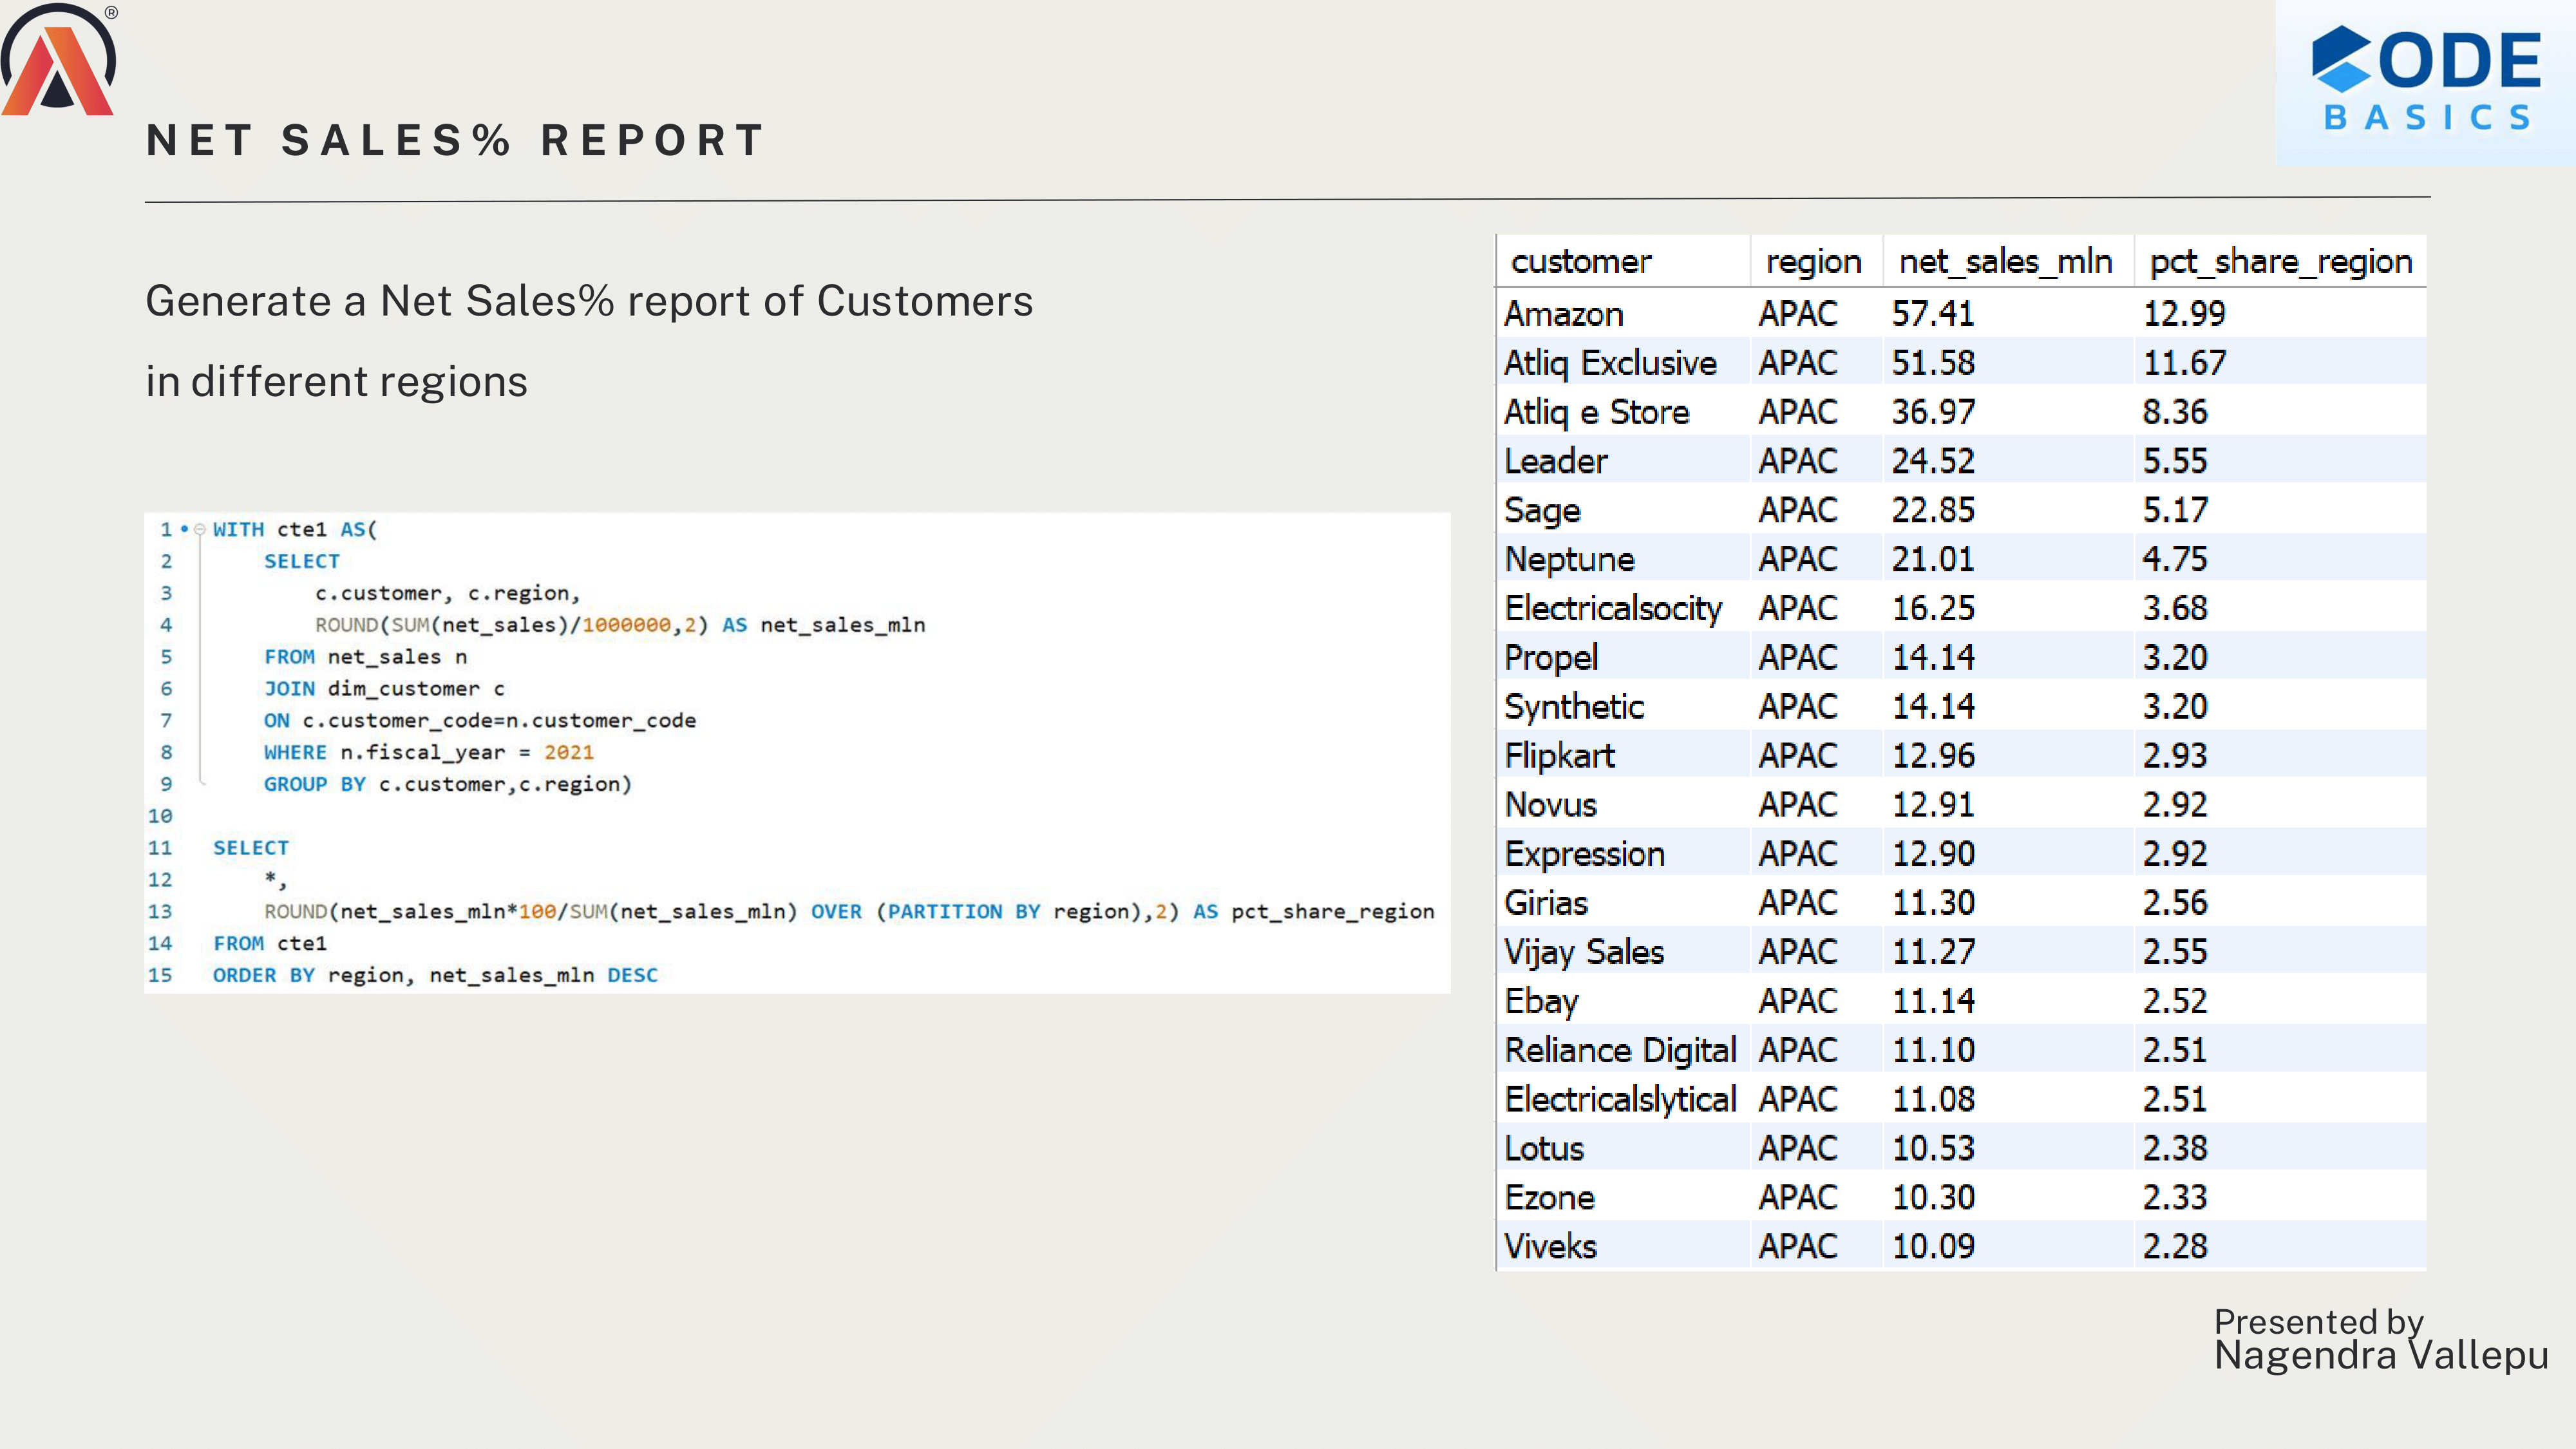 ®
ODE
BASICS
NET SALES% REPORT
Generate a Net Sales% report of Customers
in different regions
1 WITH cte1 AS(
2 SELECT
3 c.customer, c.region,
4 ROUND(SUM(net_sales)/1000000,2) AS net_sales_mln
5 FROM net_sales n
6 JOIN dim_customer c
7 ON c.customer_code=n.customer_code
8 WHERE n.fiscal_year = 2021
9 GROUP BY c.customer,c.region)
10
11 SELECT
12 *,
13 ROUND(net_sales_mln*100/SUM(net_sales_mln) OVER (PARTITION BY region),2) AS pct_share_region
14 FROM cte1
15 ORDER BY region, net_sales_mln DESC
customer region net_sales_mln pct_share_region
Amazon APAC 57.41 12.99
Atliq Exclusive APAC 51.58 11.67
Atliq e Store APAC 36.97 8.36
Leader APAC 24.52 5.55
Sage APAC 22.85 5.17
Neptune APAC 21.01 4.75
Electricalsocity APAC 16.25 3.68
Propel APAC 14.14 3.20
Synthetic APAC 14.14 3.20
Flipkart APAC 12.96 2.93
Novus APAC 12.91 2.92
Expression APAC 12.90 2.92
Girias APAC 11.30 2.56
Vijay Sales APAC 11.27 2.55
Ebay APAC 11.14 2.52
Reliance Digital APAC 11.10 2.51
Electricalslytical APAC 11.08 2.51
Lotus APAC 10.53 2.38
Ezone APAC 10.30 2.33
Viveks APAC 10.09 2.28
Presented by
Nagendra Vallepu